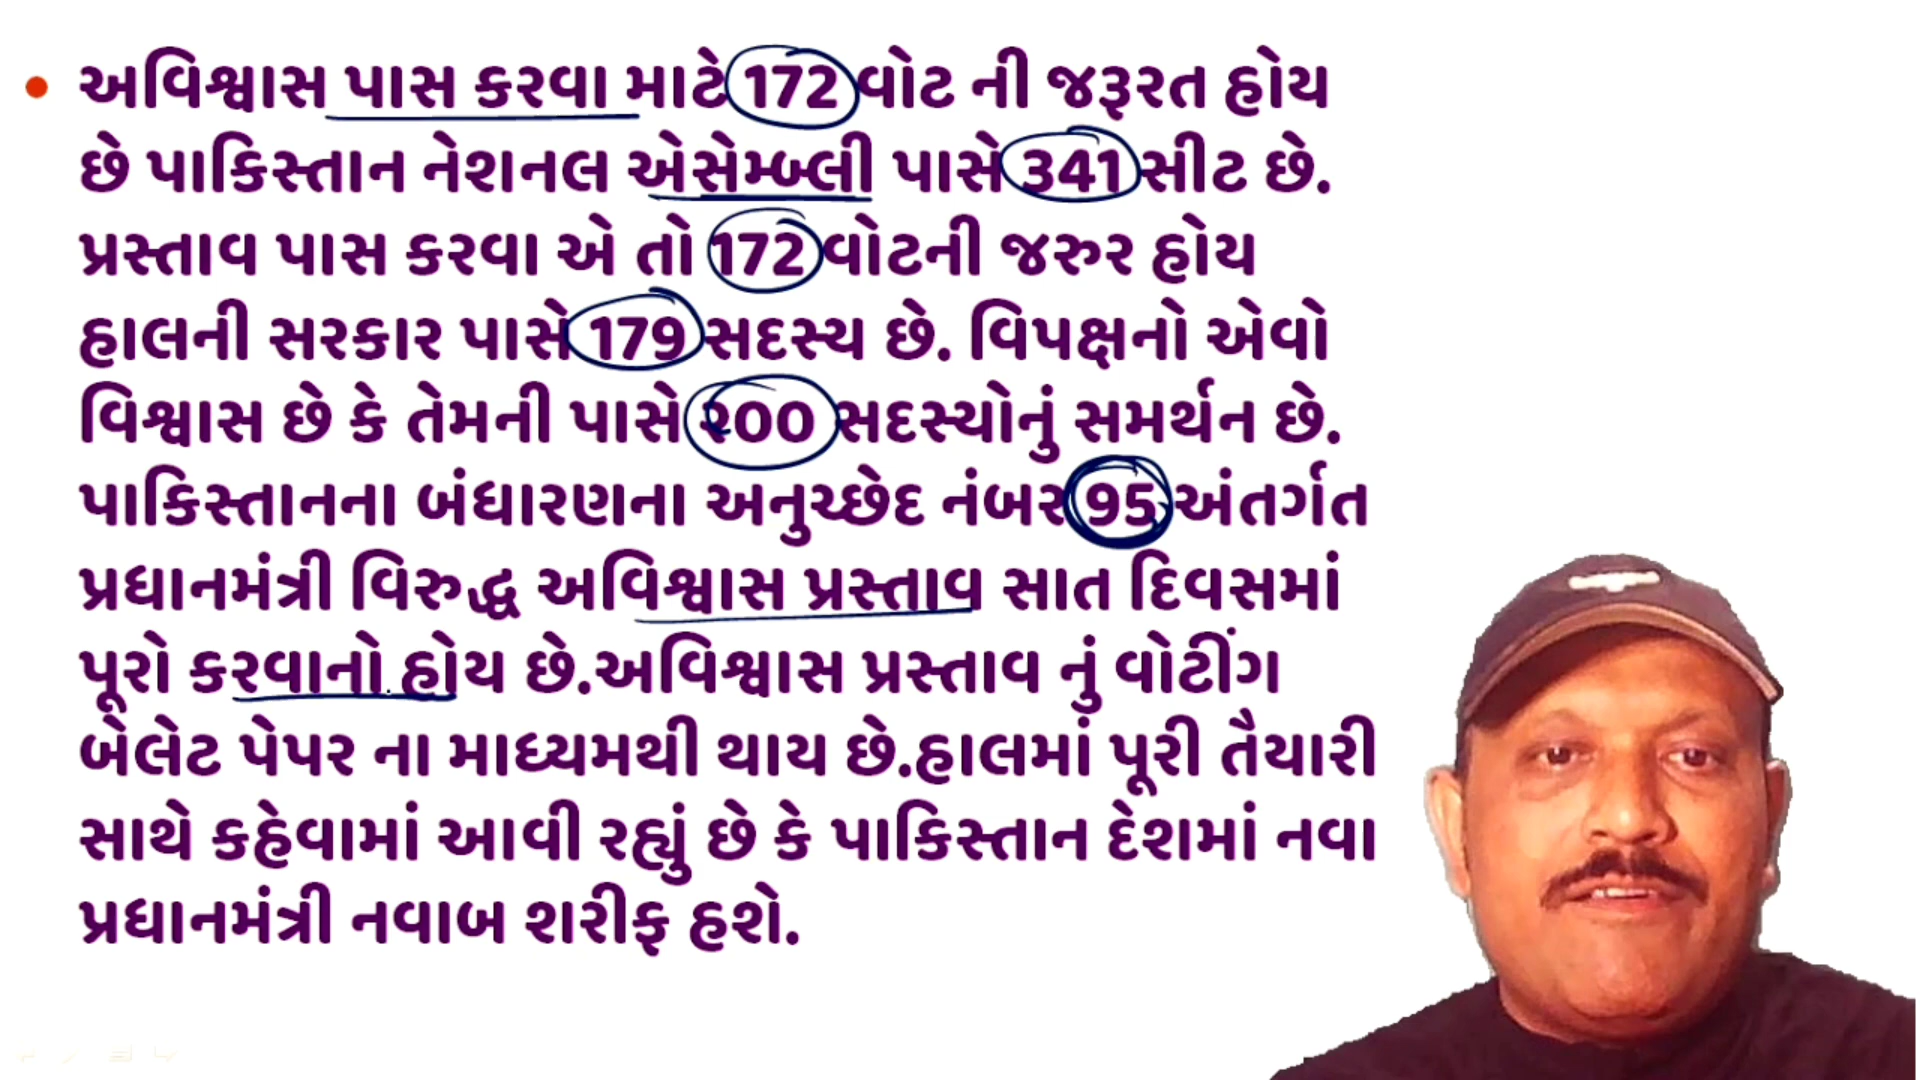 • અવિશ્વાસ પાસ કરવા માટે 172 વોટ ની જરૂરત હોય
છે પાકિસ્તાન નેશનલ એસેમ્બ્લી પાસે 341 સીટ છે.
પ્રસ્તાવ પાસ કરવા એ તો 172 વોટની જરુર હોય
હાલની સરકાર પાસે 179 સદસ્ય છે. વિપક્ષનો એવો
વિશ્વાસ છે કે તેમની પાસે ૨૦૦ સદસ્યોનું સમર્થન છે.
પાકિસ્તાનના બંધારણના અનુચ્છેદ નંબર 95 અંતર્ગત
પ્રધાનમંત્રી વિરુદ્ધ અવિશ્વાસ પ્રસ્તાવ સાત દિવસમાં
પૂરો કરવાનો હોય છે.અવિશ્વાસ પ્રસ્તાવ નું વોટીંગ
બેલેટ પેપર ના માધ્યમથી થાય છે.હાલમાં પૂરી તૈયારી
સાથે કહેવામાં આવી રહ્યું છે કે પાકિસ્તાન દેશમાં નવા
પ્રધાનમંત્રી નવાબ શરીફ હશે.